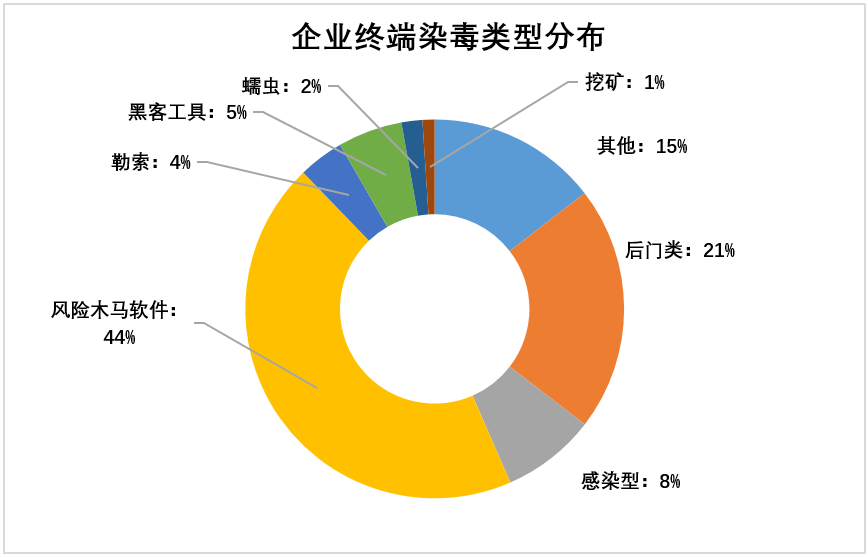 企业终端染毒类型分布
挖矿：1%
蠕虫：2%
黑客工具：5%
其他：15%
勒索：4%
后门类：21%
风险木马软件：
44%
感染型：8%